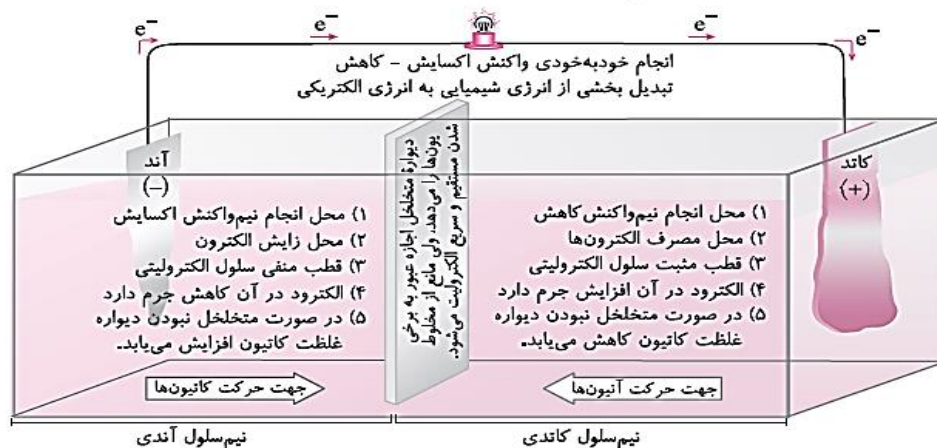 e⁻ e⁻ e⁻ e⁻
انجام خودبه‌خودی واکنش اکسایش - کاهش
تبدیل بخشی از انرژی شیمیایی به انرژی الکتریکی
کاتد
(+)
۱) محل انجام نیم‌واکنش کاهش
۲) محل مصرف الکترون‌ها
۳) قطب مثبت سلول الکترولیتی
۴) الکترود در آن افزایش جرم دارد
۵) در صورت متخلخل نبودن دیواره
غلظت کاتیون کاهش می‌یابد.
جهت حرکت آنیون‌ها
دیوارهٔ متخلخل اجازه عبور به برخی
یون‌ها را می‌دهد، ولی مانع از مخلوط
شدن مستقیم و سریع الکترولیت می‌شود.
آند
(−)
۱) محل انجام نیم‌واکنش اکسایش
۲) محل زایش الکترون
۳) قطب منفی سلول الکترولیتی
۴) الکترود در آن کاهش جرم دارد
۵) در صورت متخلخل نبودن دیواره
غلظت کاتیون افزایش می‌یابد.
جهت حرکت کاتیون‌ها
نیم‌سلول کاتدی
نیم‌سلول آندی